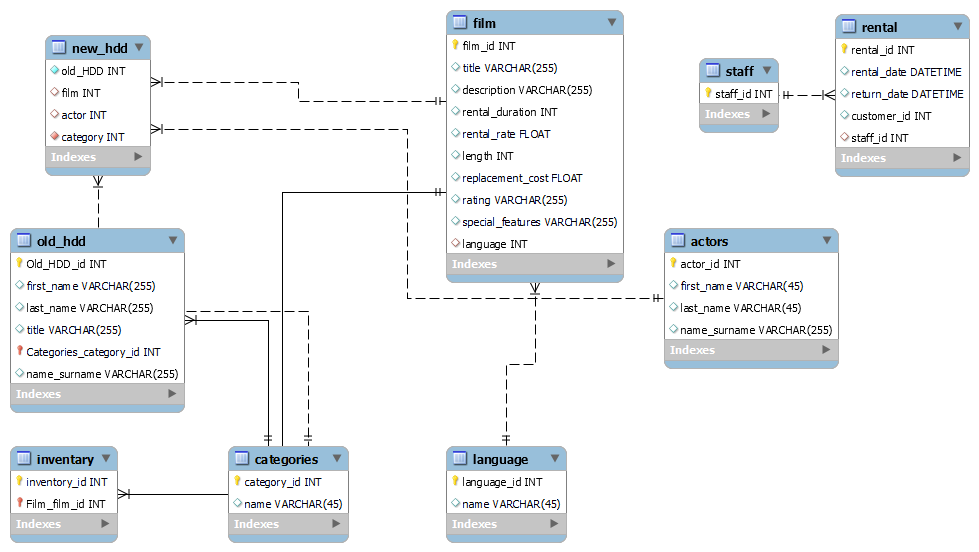 new_hdd
old_HDD INT
film INT
actor INT
category INT
Indexes
film
film_id INT
title VARCHAR(255)
description VARCHAR(255)
rental_duration INT
rental_rate FLOAT
length INT
replacement_cost FLOAT
rating VARCHAR(255)
special_features VARCHAR(255)
language INT
Indexes
staff
staff_id INT
Indexes
rental
rental_id INT
rental_date DATETIME
return_date DATETIME
customer_id INT
staff_id INT
Indexes
old_hdd
Old_HDD_id INT
first_name VARCHAR(255)
last_name VARCHAR(255)
title VARCHAR(255)
Categories_category_id INT
name_surname VARCHAR(255)
Indexes
actors
actor_id INT
first_name VARCHAR(45)
last_name VARCHAR(45)
name_surname VARCHAR(255)
Indexes
inventary
inventory_id INT
Film_film_id INT
Indexes
categories
category_id INT
name VARCHAR(45)
Indexes
language
language_id INT
name VARCHAR(45)
Indexes